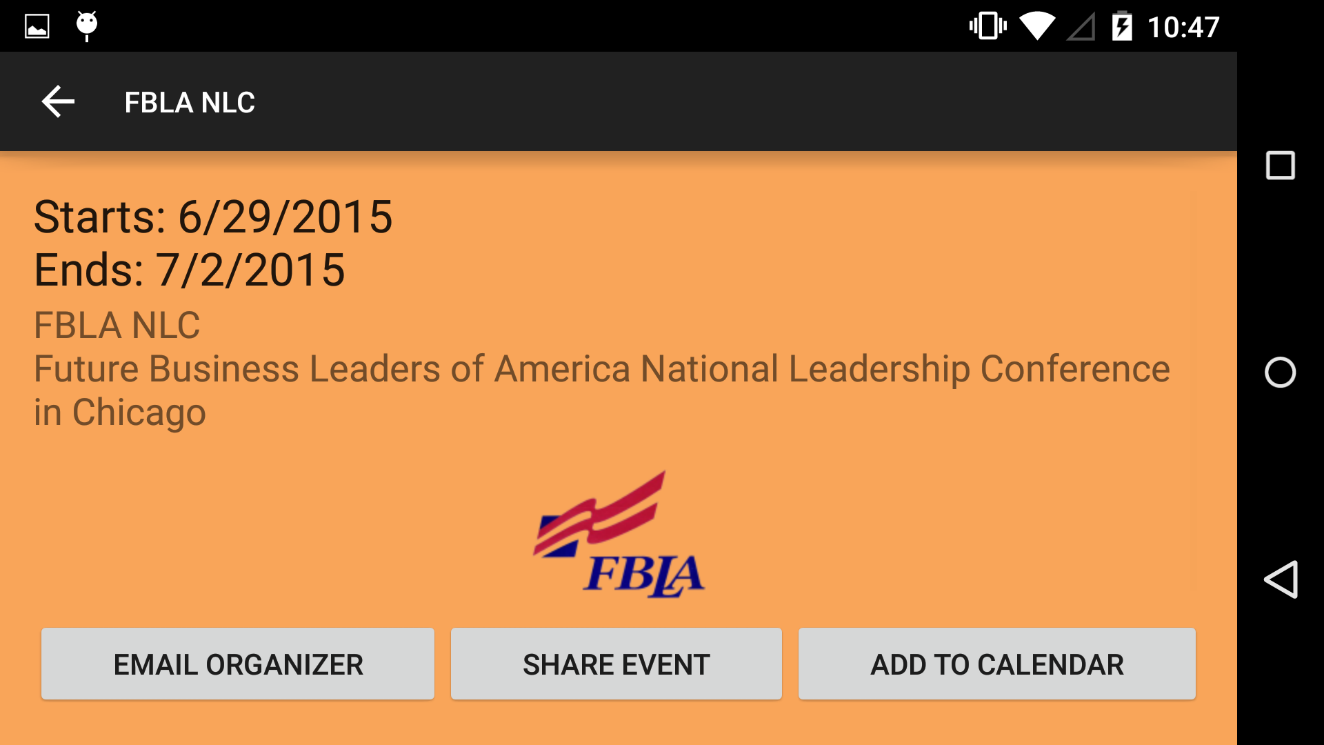 10:47
FBLA NLC
Starts: 6/29/2015
Ends: 7/2/2015
FBLA NLC
Future Business Leaders of America National Leadership Conference
in Chicago
FBLA
EMAIL ORGANIZER
SHARE EVENT
ADD TO CALENDAR